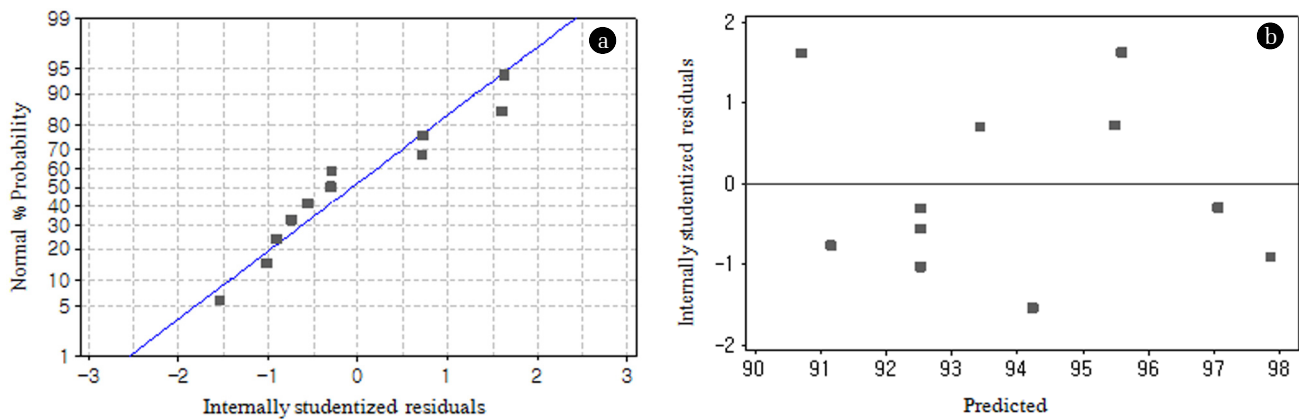 99
95
90
80
70
60
50
40
30
20
10
5
1
Normal % Probability
−3 −2 −1 0 1 2 3
Internally studentized residuals
a
2
1
0
−1
−2
Internally studentized residuals
90 91 92 93 94 95 96 97 98
Predicted
b